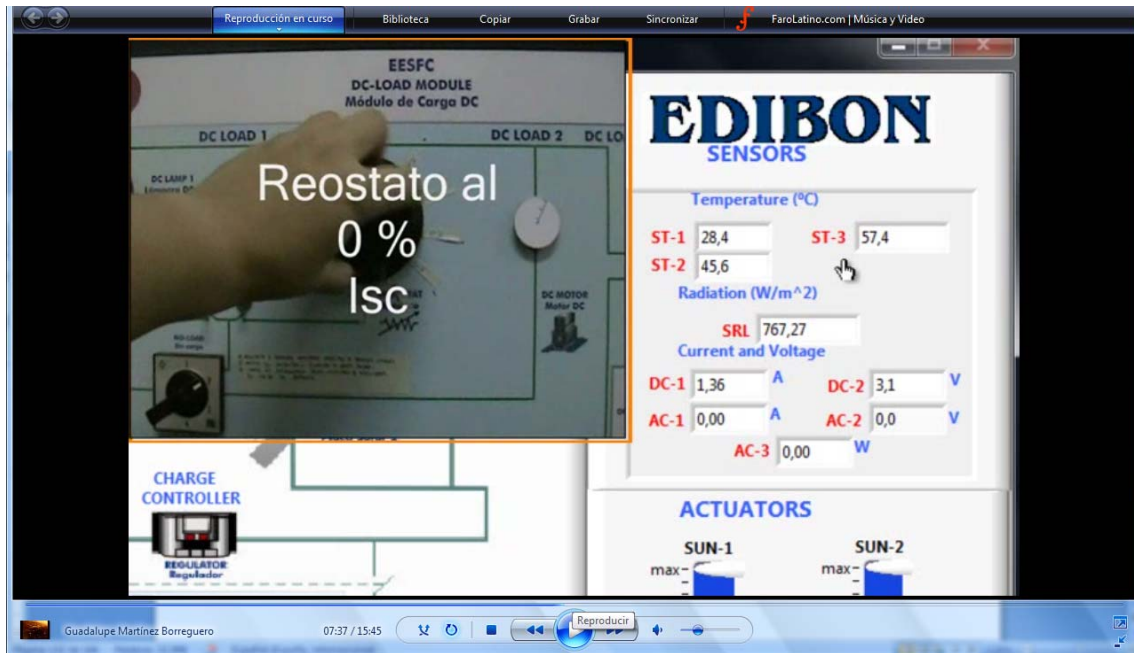 Reproducción en curso
Biblioteca
Copiar
Grabar
Sincronizar
FaroLatino.com | Música y Video
EESFC
DC-LOAD MODULE
Módulo de Carga DC
DC LOAD 1
DC LOAD 2
DC LO
DC LAMP 1
Reostato al
0 %
Isc
DC MOTOR
Motor DC
EDIBON
SENSORS
Temperature (ºC)
ST-1 28,4
ST-3 57,4
ST-2 45,6
Radiation (W/m^2)
SRL 767,27
Current and Voltage
DC-1 1,36 A
DC-2 3,1 V
AC-1 0,00 A
AC-2 0,0 V
AC-3 0,00 W
CHARGE
CONTROLLER
REGULATOR
Regulador
ACTUATORS
SUN-1
SUN-2
max
max
Guadalupe Martínez Borreguero
07:37 / 15:45
Reproducir